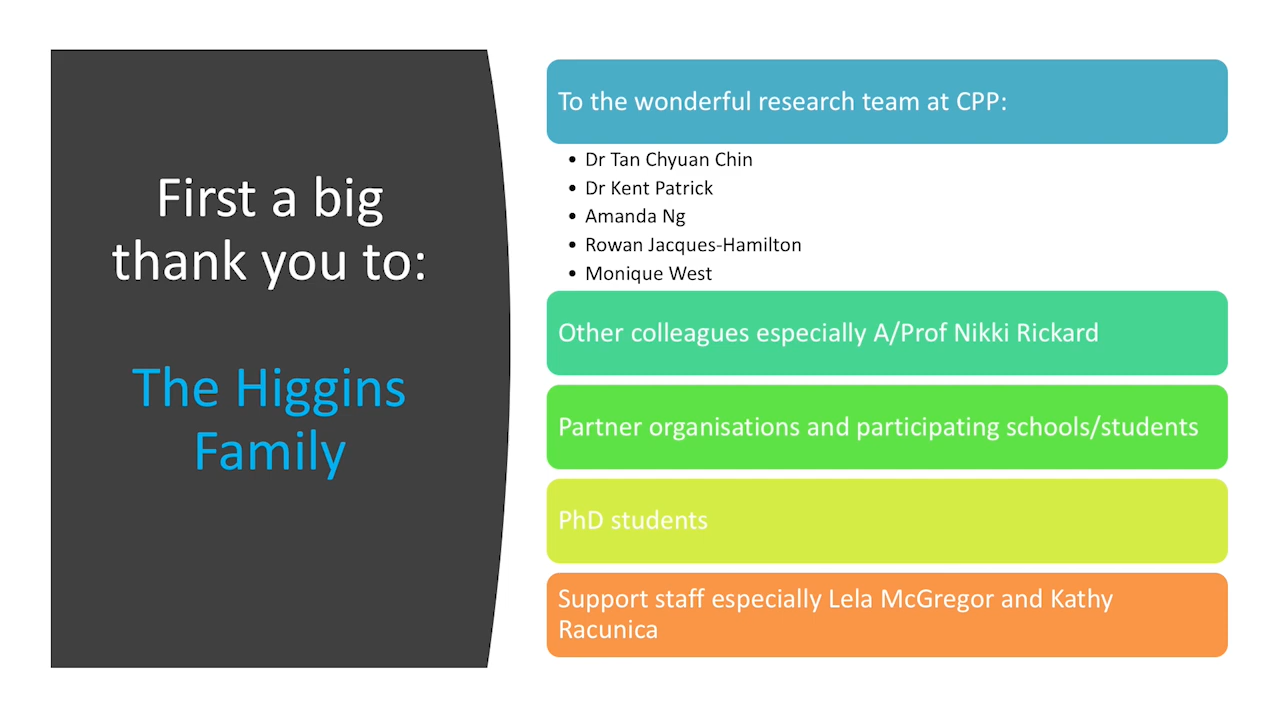 First a big
thank you to:
The Higgins
Family
To the wonderful research team at CPP:
• Dr Tan Chyuan Chin
• Dr Kent Patrick
• Amanda Ng
• Rowan Jacques-Hamilton
• Monique West
Other colleagues especially A/Prof Nikki Rickard
Partner organisations and participating schools/students
PhD students
Support staff especially Lela McGregor and Kathy
Racunica